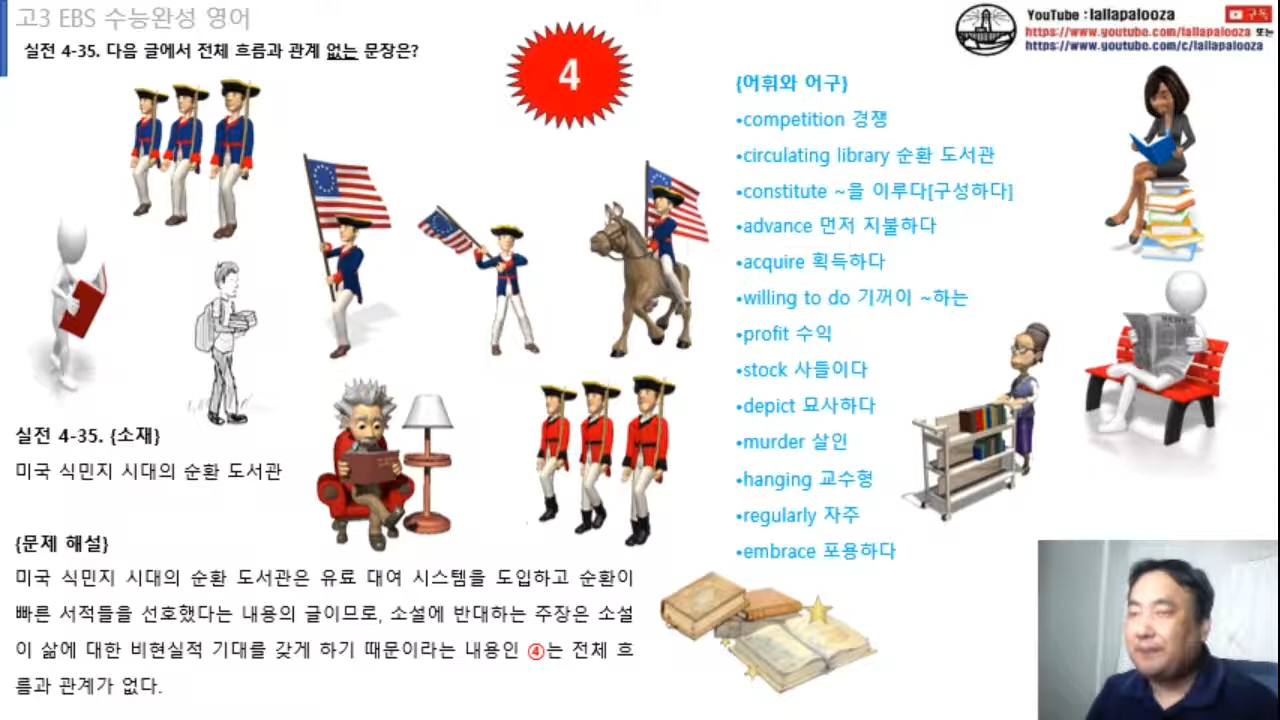 고3 EBS 수능완성 영어
실전 4-35. 다음 글에서 전체 흐름과 관계 없는 문장은?
4
YouTube : lallapalooza
구독
https://www.youtube.com/lallapalooza 또는
https://www.youtube.com/c/lallapalooza
{어휘와 어구}
•competition 경쟁
•circulating library 순환 도서관
•constitute ~을 이루다[구성하다]
•advance 먼저 지불하다
•acquire 획득하다
•willing to do 기꺼이 ~하는
•profit 수익
•stock 사들이다
•depict 묘사하다
•murder 살인
•hanging 교수형
•regularly 자주
•embrace 포용하다
실전 4-35. {소재}
미국 식민지 시대의 순환 도서관
{문제 해설}
미국 식민지 시대의 순환 도서관은 유료 대여 시스템을 도입하고 순환이
빠른 서적들을 선호했다는 내용의 글이므로, 소설에 반대하는 주장은 소설
이 삶에 대한 비현실적 기대를 갖게 하기 때문이라는 내용인 ④는 전체 흐
름과 관계가 없다.